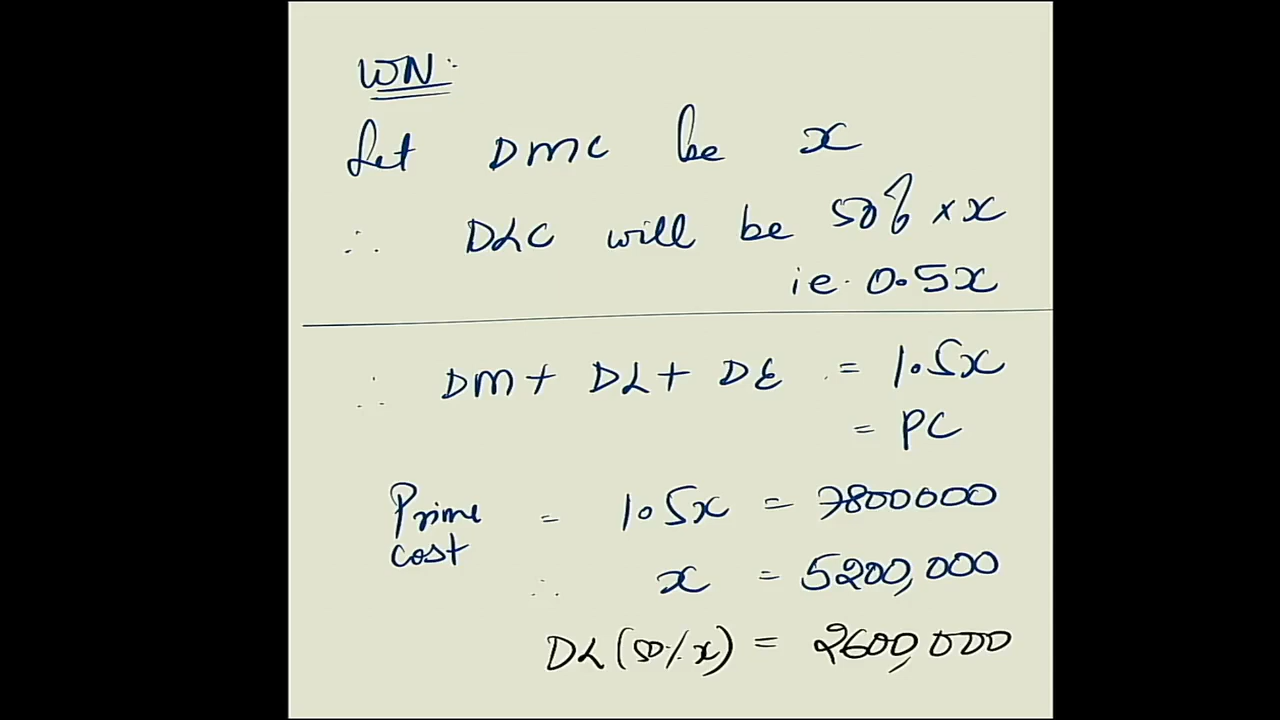 WN:
Let DMC be x
∴ DLC will be 50% × x
ie. 0.5x
∴ DM + DL + DE = 1.5x
= PC
Prime cost = 1.5x = 7800000
∴ x = 5200,000
DL (50% x) = 2600,000